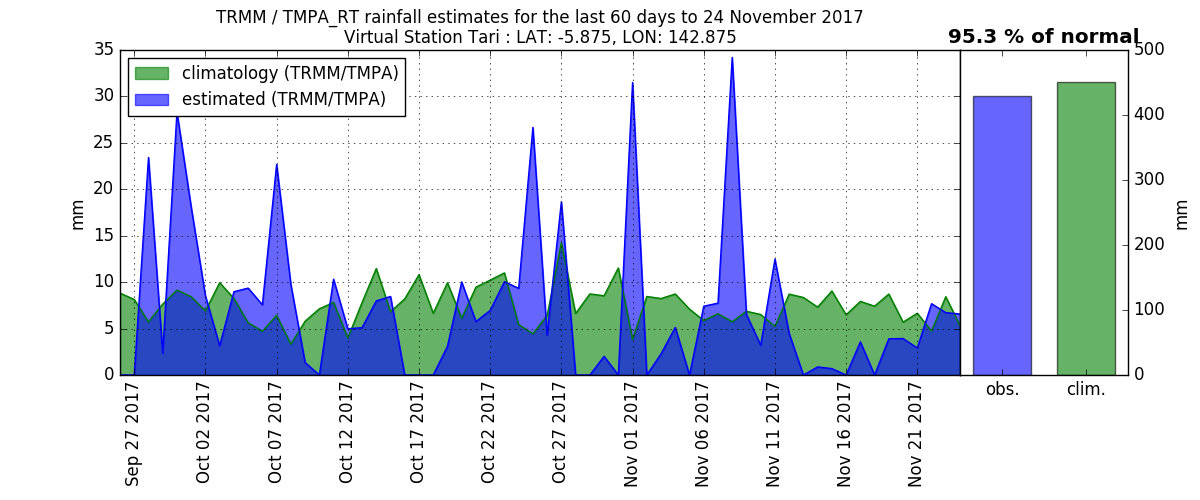 TRMM / TMPA_RT rainfall estimates for the last 60 days to 24 November 2017
Virtual Station Tari : LAT: -5.875, LON: 142.875
95.3 % of normal
climatology (TRMM/TMPA)
estimated (TRMM/TMPA)
35
30
25
20
15
10
5
0
mm
Sep 27 2017
Oct 02 2017
Oct 07 2017
Oct 12 2017
Oct 17 2017
Oct 22 2017
Oct 27 2017
Nov 01 2017
Nov 06 2017
Nov 11 2017
Nov 16 2017
Nov 21 2017
500
400
300
200
100
0
mm
obs.
clim.